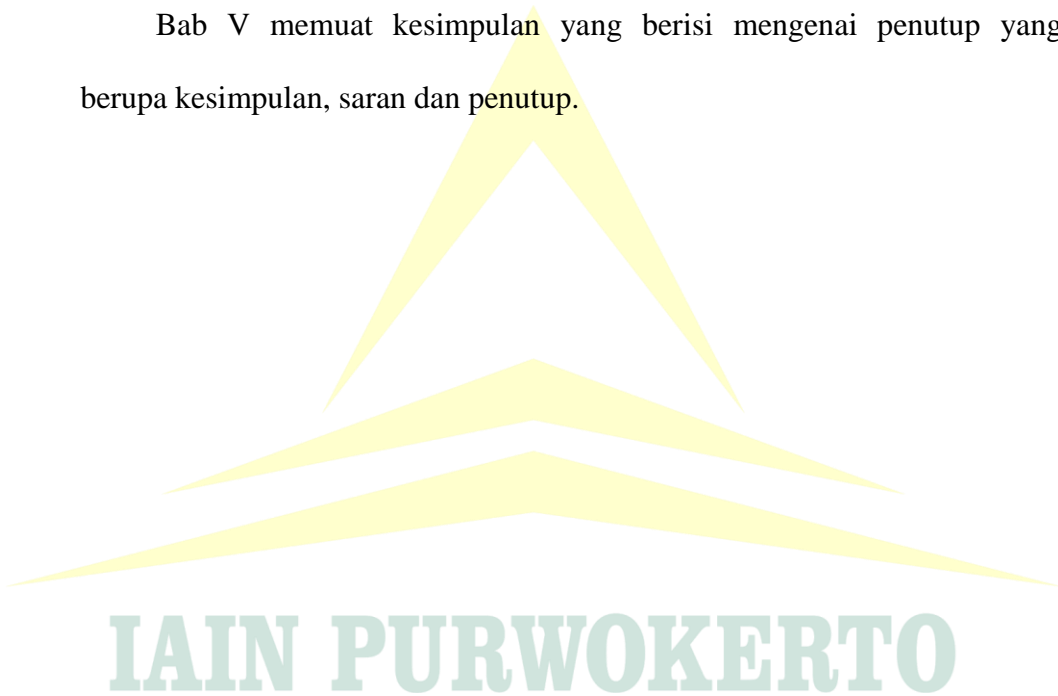 Bab V memuat kesimpulan yang berisi mengenai penutup yang
berupa kesimpulan, saran dan penutup.
IAIN PURWOKERTO